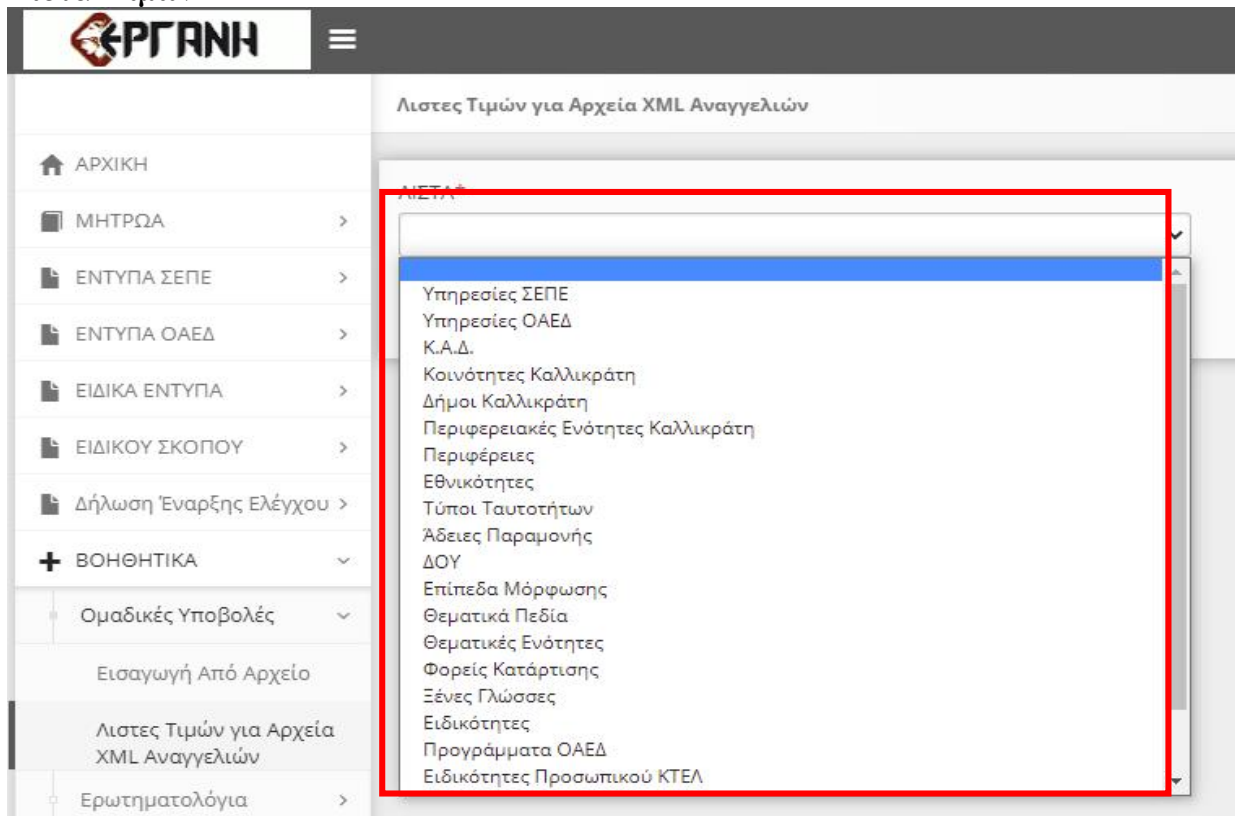 ΕΡΓΑΝΗ
Λιστες Τιμών για Αρχεία XML Αναγγελιών
ΑΡΧΙΚΗ
ΜΗΤΡΩΑ
ΕΝΤΥΠΑ ΣΕΠΕ
ΕΝΤΥΠΑ ΟΑΕΔ
ΕΙΔΙΚΑ ΕΝΤΥΠΑ
ΕΙΔΙΚΟΥ ΣΚΟΠΟΥ
Δήλωση Έναρξης Ελέγχου
ΒΟΗΘΗΤΙΚΑ
Ομαδικές Υποβολές
Εισαγωγή Από Αρχείο
Λιστες Τιμών για Αρχεία
XML Αναγγελιών
Ερωτηματολόγια
ΛΙΣΤΑ*
Υπηρεσίες ΣΕΠΕ
Υπηρεσίες ΟΑΕΔ
Κ.Α.Δ.
Κοινότητες Καλλικράτη
Δήμοι Καλλικράτη
Περιφερειακές Ενότητες Καλλικράτη
Περιφέρειες
Εθνικότητες
Τύποι Ταυτοτήτων
Άδειες Παραμονής
ΔΟΥ
Επίπεδα Μόρφωσης
Θεματικά Πεδία
Θεματικές Ενότητες
Φορείς Κατάρτισης
Ξένες Γλώσσες
Ειδικότητες
Προγράμματα ΟΑΕΔ
Ειδικότητες Προσωπικού ΚΤΕΛ